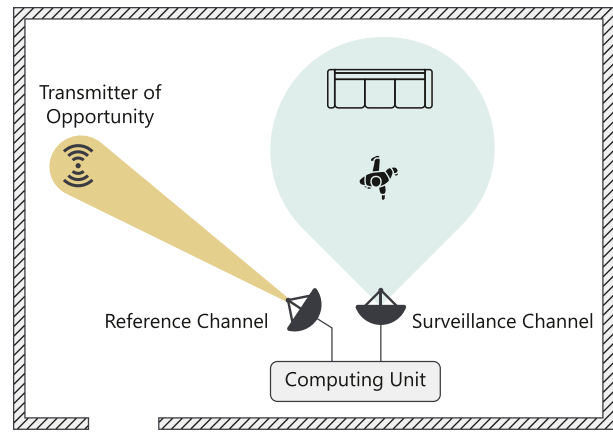 Transmitter of
Opportunity
Reference Channel
Surveillance Channel
Computing Unit